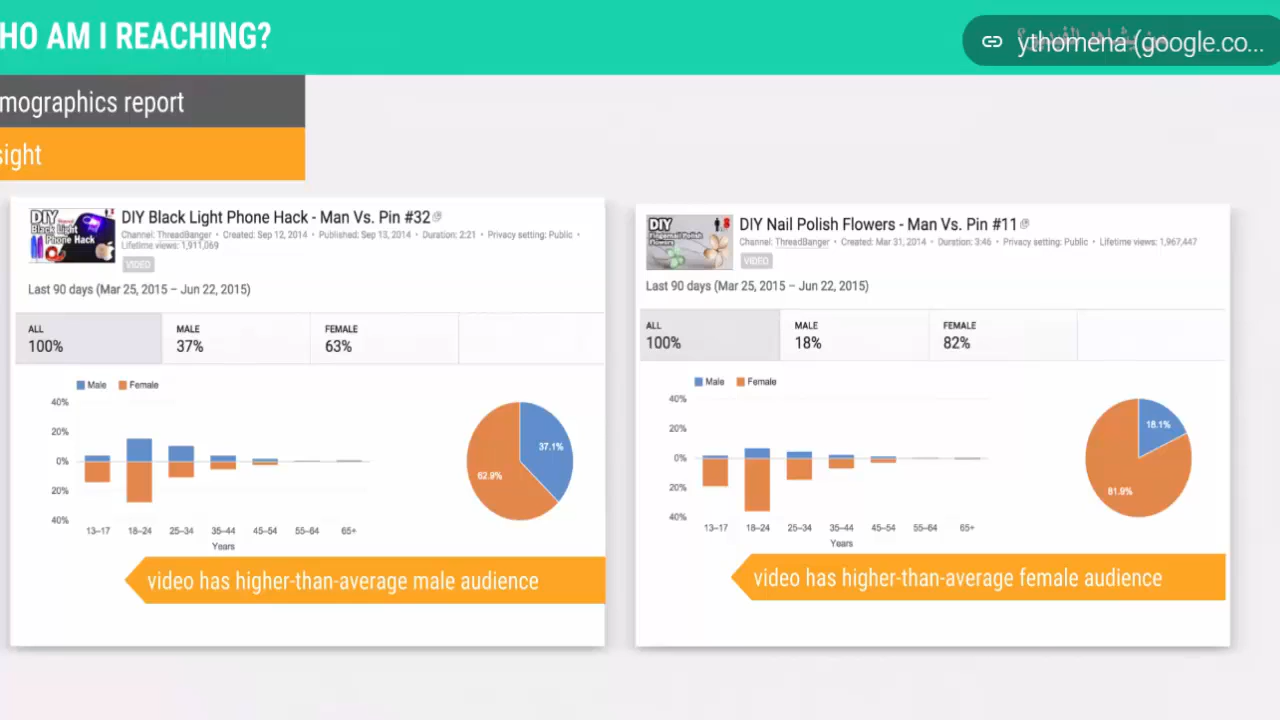 HO AM I REACHING?
ythomena (google.co...
mographics report
sight
DIY Black Light Phone Hack - Man Vs. Pin #32
Channel: ThreadBanger • Created: Sep 12, 2014 • Published: Sep 13, 2014 • Duration: 2:21 • Privacy setting: Public •
Lifetime views: 1,911,069
VIDEO
Last 90 days (Mar 25, 2015 – Jun 22, 2015)
ALL
100%
MALE
37%
FEMALE
63%
Male
Female
40%
20%
0%
20%
40%
13–17
18–24
25–34
35–44
45–54
55–64
65+
Years
37.1%
62.9%
video has higher-than-average male audience
DIY
Black Light
Phone Hack
DIY Nail Polish Flowers - Man Vs. Pin #11
Channel: ThreadBanger • Created: Mar 31, 2014 • Duration: 3:46 • Privacy setting: Public • Lifetime views: 1,967,447
VIDEO
Last 90 days (Mar 25, 2015 – Jun 22, 2015)
ALL
100%
MALE
18%
FEMALE
82%
Male
Female
40%
20%
0%
20%
40%
13–17
18–24
25–34
35–44
45–54
55–64
65+
Years
18.1%
81.9%
video has higher-than-average female audience
DIY